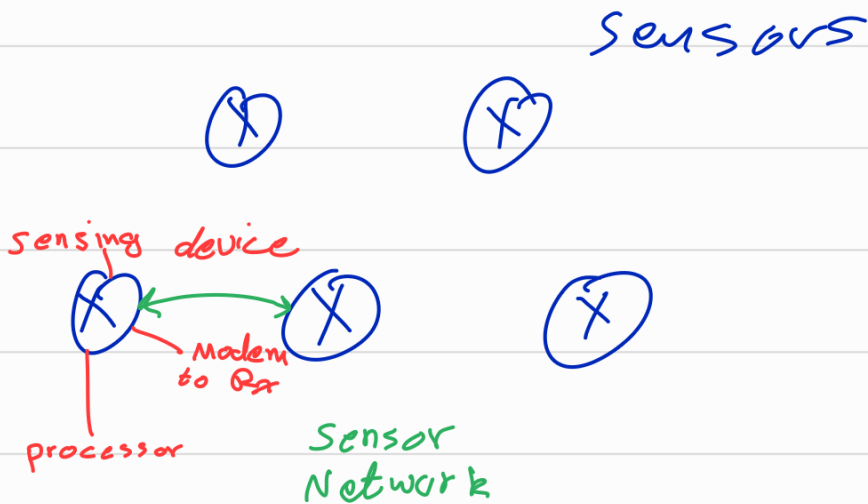 Sensors
X
X
sensing device
X
X
X
Modem
to Rx
processor
Sensor
Network